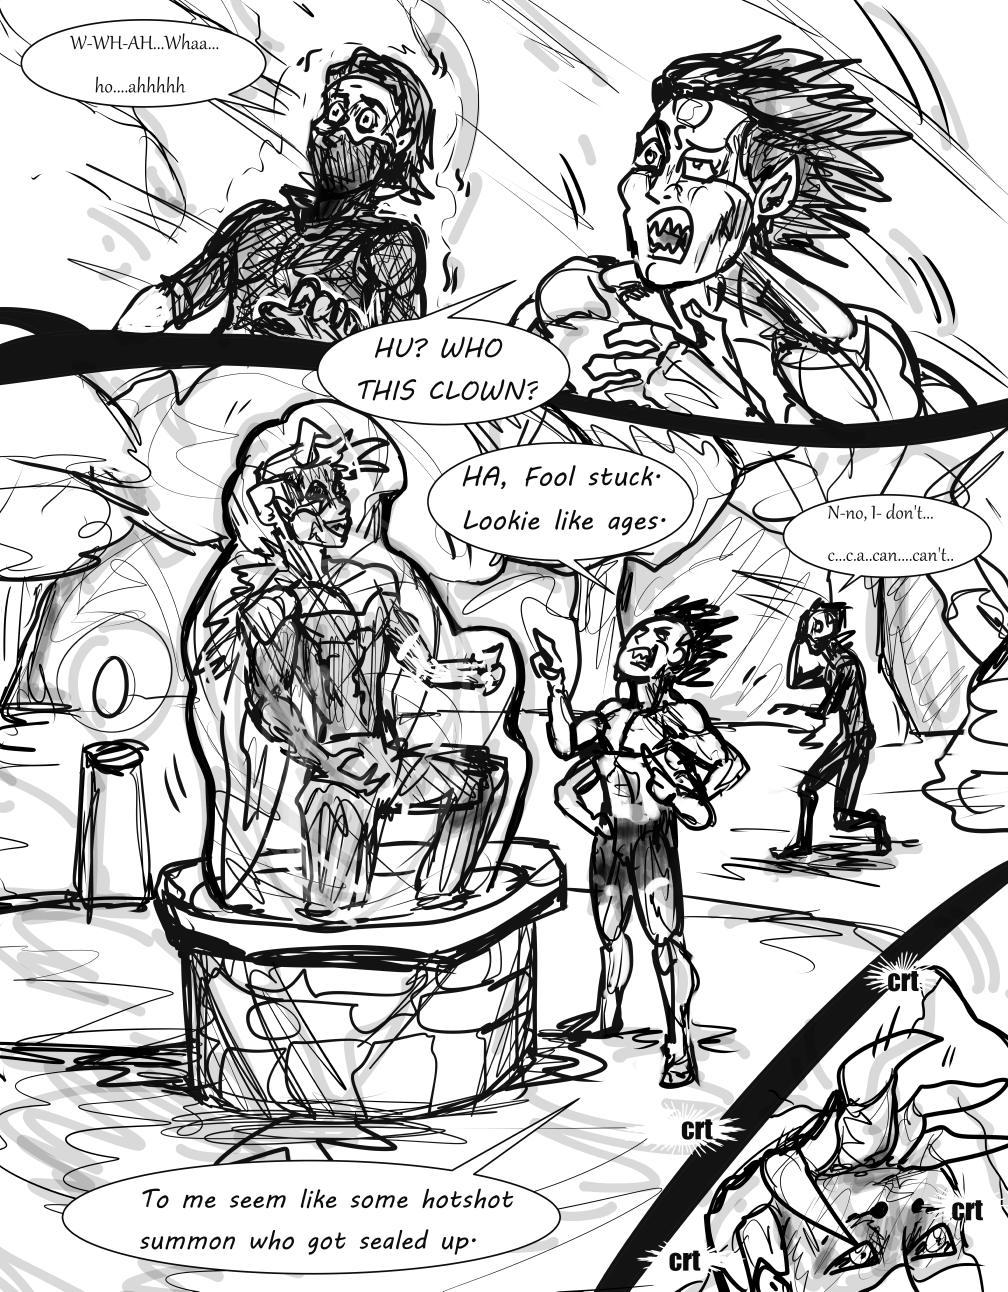 W-WH-AH...Whaa...
ho....ahhhhh
HU? WHO
THIS CLOWN?
HA, Fool stuck.
Lookie like ages.
N-no, I- don't...
c...c.a..can....can't..
To me seem like some hotshot
summon who got sealed up.
crt
crt
crt
crt